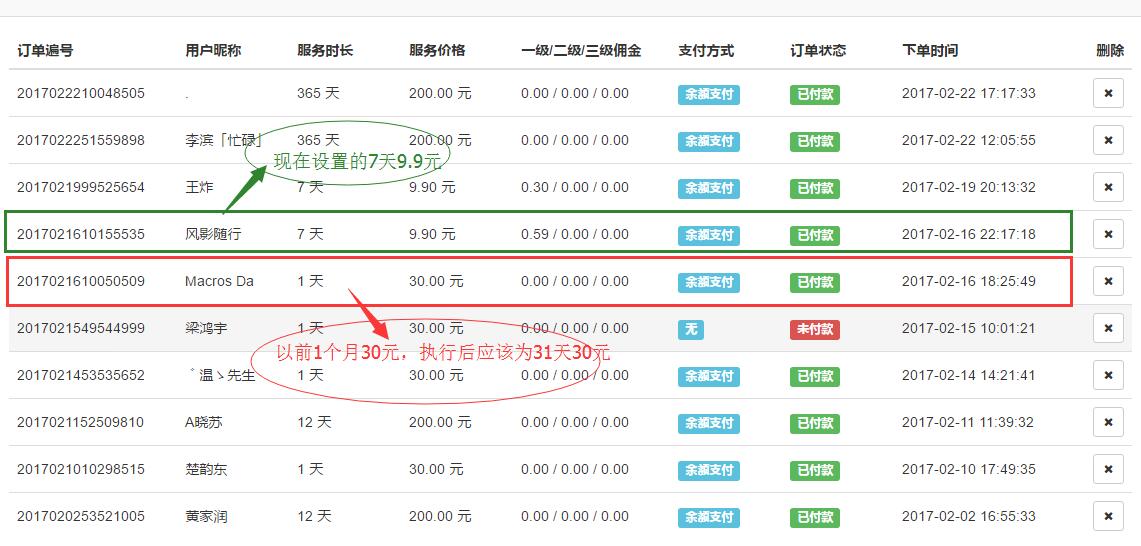 订单遍号 用户昵称 服务时长 服务价格 一级/二级/三级佣金 支付方式 订单状态 下单时间 删除
2017022210048505 . 365 天 200.00 元 0.00 / 0.00 / 0.00 余额支付 已付款 2017-02-22 17:17:33 ×
2017022251559898 李滨「忙碌」 365 天 200.00 元 0.00 / 0.00 / 0.00 余额支付 已付款 2017-02-22 12:05:55 ×
现在设置的7天9.9元
2017021999525654 王炸 7 天 9.90 元 0.30 / 0.00 / 0.00 余额支付 已付款 2017-02-19 20:13:32 ×
2017021610155535 风影随行 7 天 9.90 元 0.59 / 0.00 / 0.00 余额支付 已付款 2017-02-16 22:17:18 ×
2017021610050509 Macros Da 1 天 30.00 元 0.00 / 0.00 / 0.00 余额支付 已付款 2017-02-16 18:25:49 ×
2017021549544999 梁鸿宇 1 天 30.00 元 0.00 / 0.00 / 0.00 无 未付款 2017-02-15 10:01:21 ×
以前1个月30元，执行后应该为31天30元
2017021453535652 ゜温ゝ先生 1 天 30.00 元 0.00 / 0.00 / 0.00 余额支付 已付款 2017-02-14 14:21:41 ×
2017021152509810 A晓苏 12 天 200.00 元 0.00 / 0.00 / 0.00 余额支付 已付款 2017-02-11 11:39:32 ×
2017021010298515 楚韵东 1 天 30.00 元 0.00 / 0.00 / 0.00 余额支付 已付款 2017-02-10 17:49:35 ×
2017020253521005 黄家润 12 天 200.00 元 0.00 / 0.00 / 0.00 余额支付 已付款 2017-02-02 16:55:33 ×